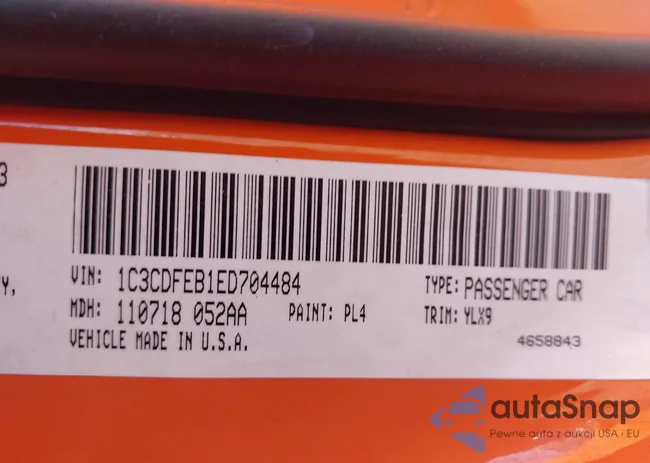 3
Y,
VIN: 1C3CDFEB1ED704484 TYPE: PASSENGER CAR
MDH: 110718 052AA PAINT: PL4 TRIM: YLX9
VEHICLE MADE IN U.S.A. 4658843
autaSnap
Pewne auta z aukcji USA i EU